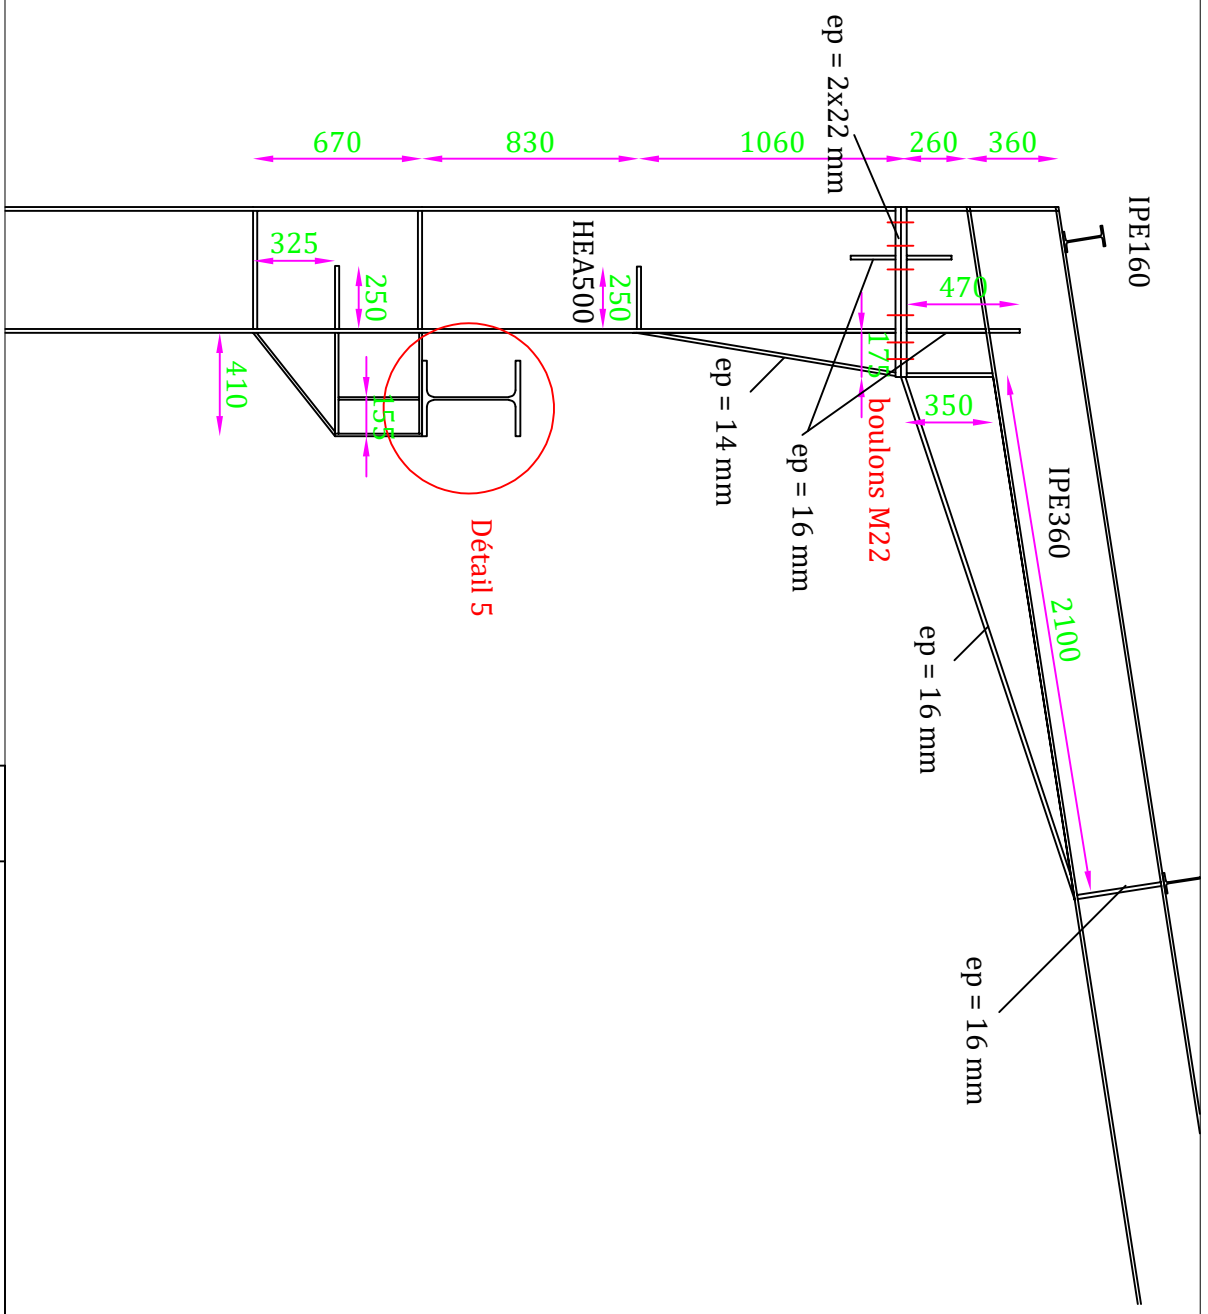 IPE160
360
260
1060
830
670
ep = 2x22 mm
470
175
350
boulons M22
HEA500
250
250
325
410
155
ep = 14 mm
ep = 16 mm
IPE360
2100
ep = 16 mm
ep = 16 mm
Détail 5